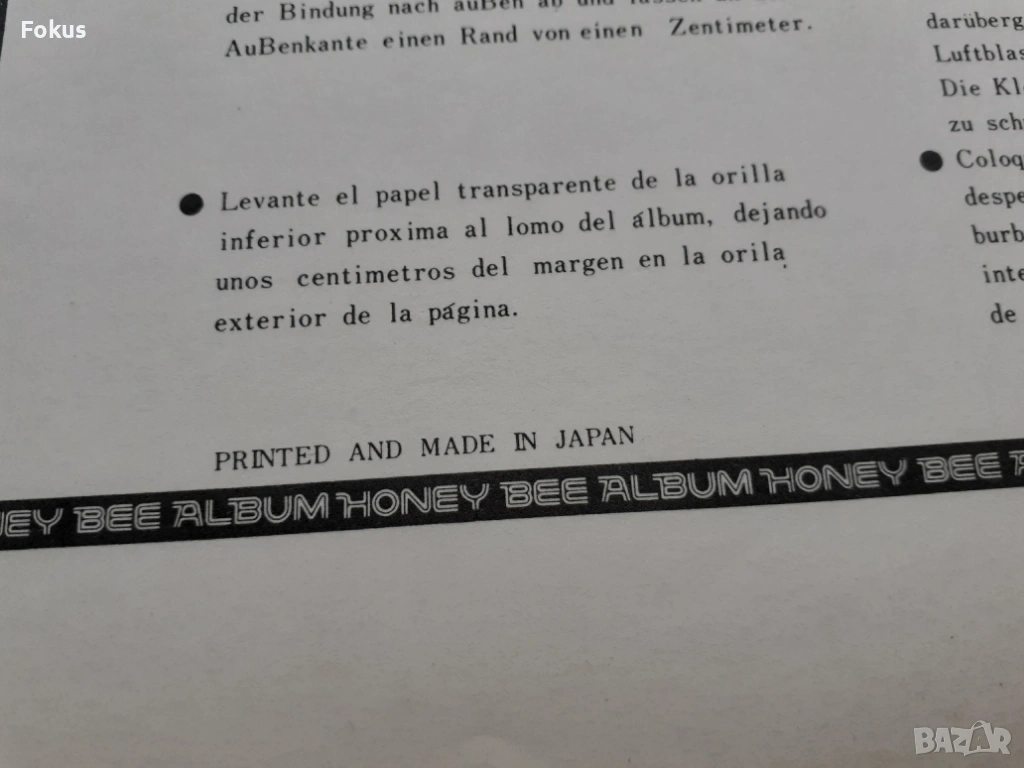 Fokus
der Bindung nach außen ab und lassen
AuBenkante einen Rand von einen Zentimeter.
● Levante el papel transparente de la orilla
inferior proxima al lomo del álbum, dejando
unos centimetros del margen en la orila
exterior de la página.
PRINTED AND MADE IN JAPAN
darüberg
Luftblas
Die Kl
zu sch
● Coloq
despe
burb
inte
de
EY BEE ALBUM HONEY BEE ALBUM HONEY BEE A
BAZAR